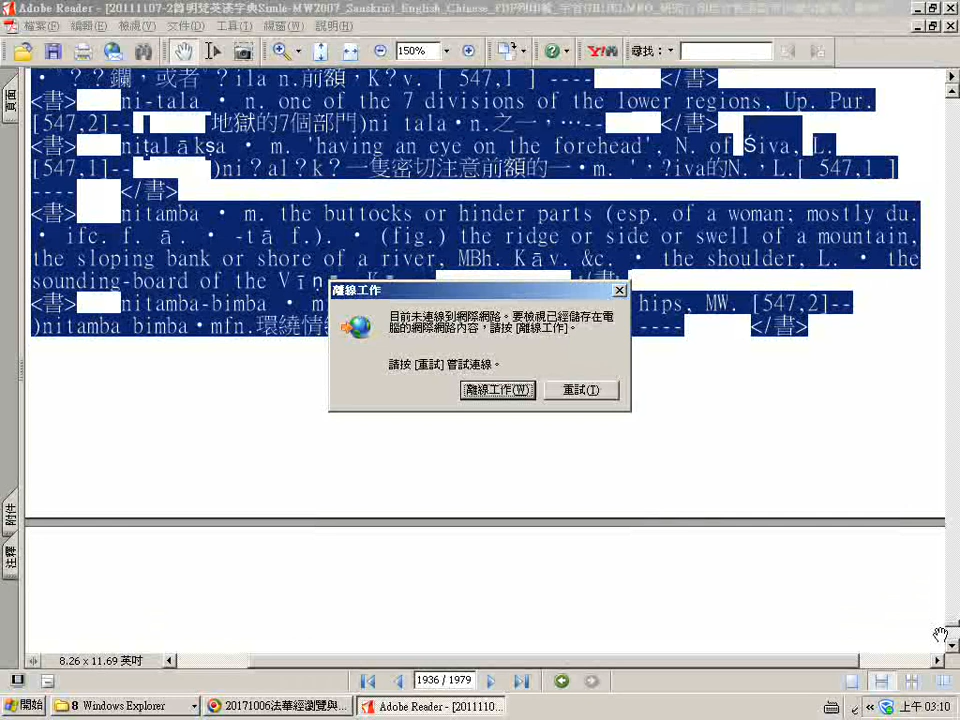 檔案(F) 編輯(E) 檢視(V) 文件(D) 工具(T) 視窗(W) 說明(H)
150% 尋找：
頁面
附件
註釋
‧ ﾞ??鑭，或者 ?ila n.前額，K?v. [ 547,1 ] ---- </書>
<書> ni-tala ‧ n. one of the 7 divisions of the lower regions, Up. Pur.
[547,2]-- 地獄的7個部門)ni tala‧n.之一，…-- </書>
<書> niṭalākṣa ‧ m. 'having an eye on the forehead', N. of Śiva, L.
[547,1]-- )ni?al?k?一隻密切注意前額的一‧m.',?iva的N.，L.[ 547,1 ]
---- </書>
<書> nitamba ‧ m. the buttocks or hinder parts (esp. of a woman; mostly du.
‧ ifc. f. ā. ‧ -tā f.). ‧ (fig.) the ridge or side or swell of a mountain,
the sloping bank or shore of a river, MBh. Kāv. &c. ‧ the shoulder, L. ‧ the
sounding-board of the Vīṇ
<書> nitamba-bimba ‧ m hips, MW. [547,2]--
)nitamba bimba‧mfn.環繞情 ---- </書>
離線工作
目前未連線到網際網路。要檢視已經儲存在電
腦的網際網路內容，請按 [離線工作]。
請按 [重試] 嘗試連線。
離線工作(W) 重試(T)
8.26 x 11.69 英吋
1936 / 1979
開始 8 Windows Explorer 20171006法華經瀏覽與... Adobe Reader - [2011110... 上午 03:10